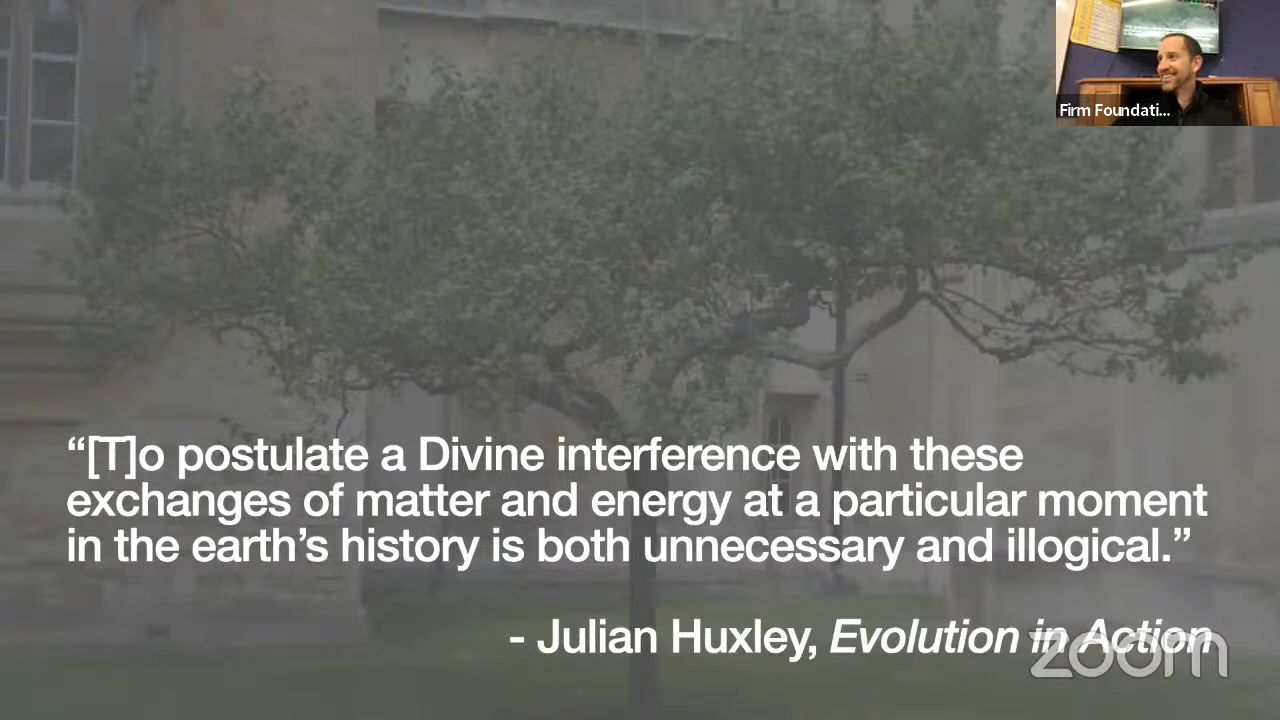 Firm Foundati...
“[T]o postulate a Divine interference with these
exchanges of matter and energy at a particular moment
in the earth’s history is both unnecessary and illogical.”
- Julian Huxley, Evolution in Action
zoom